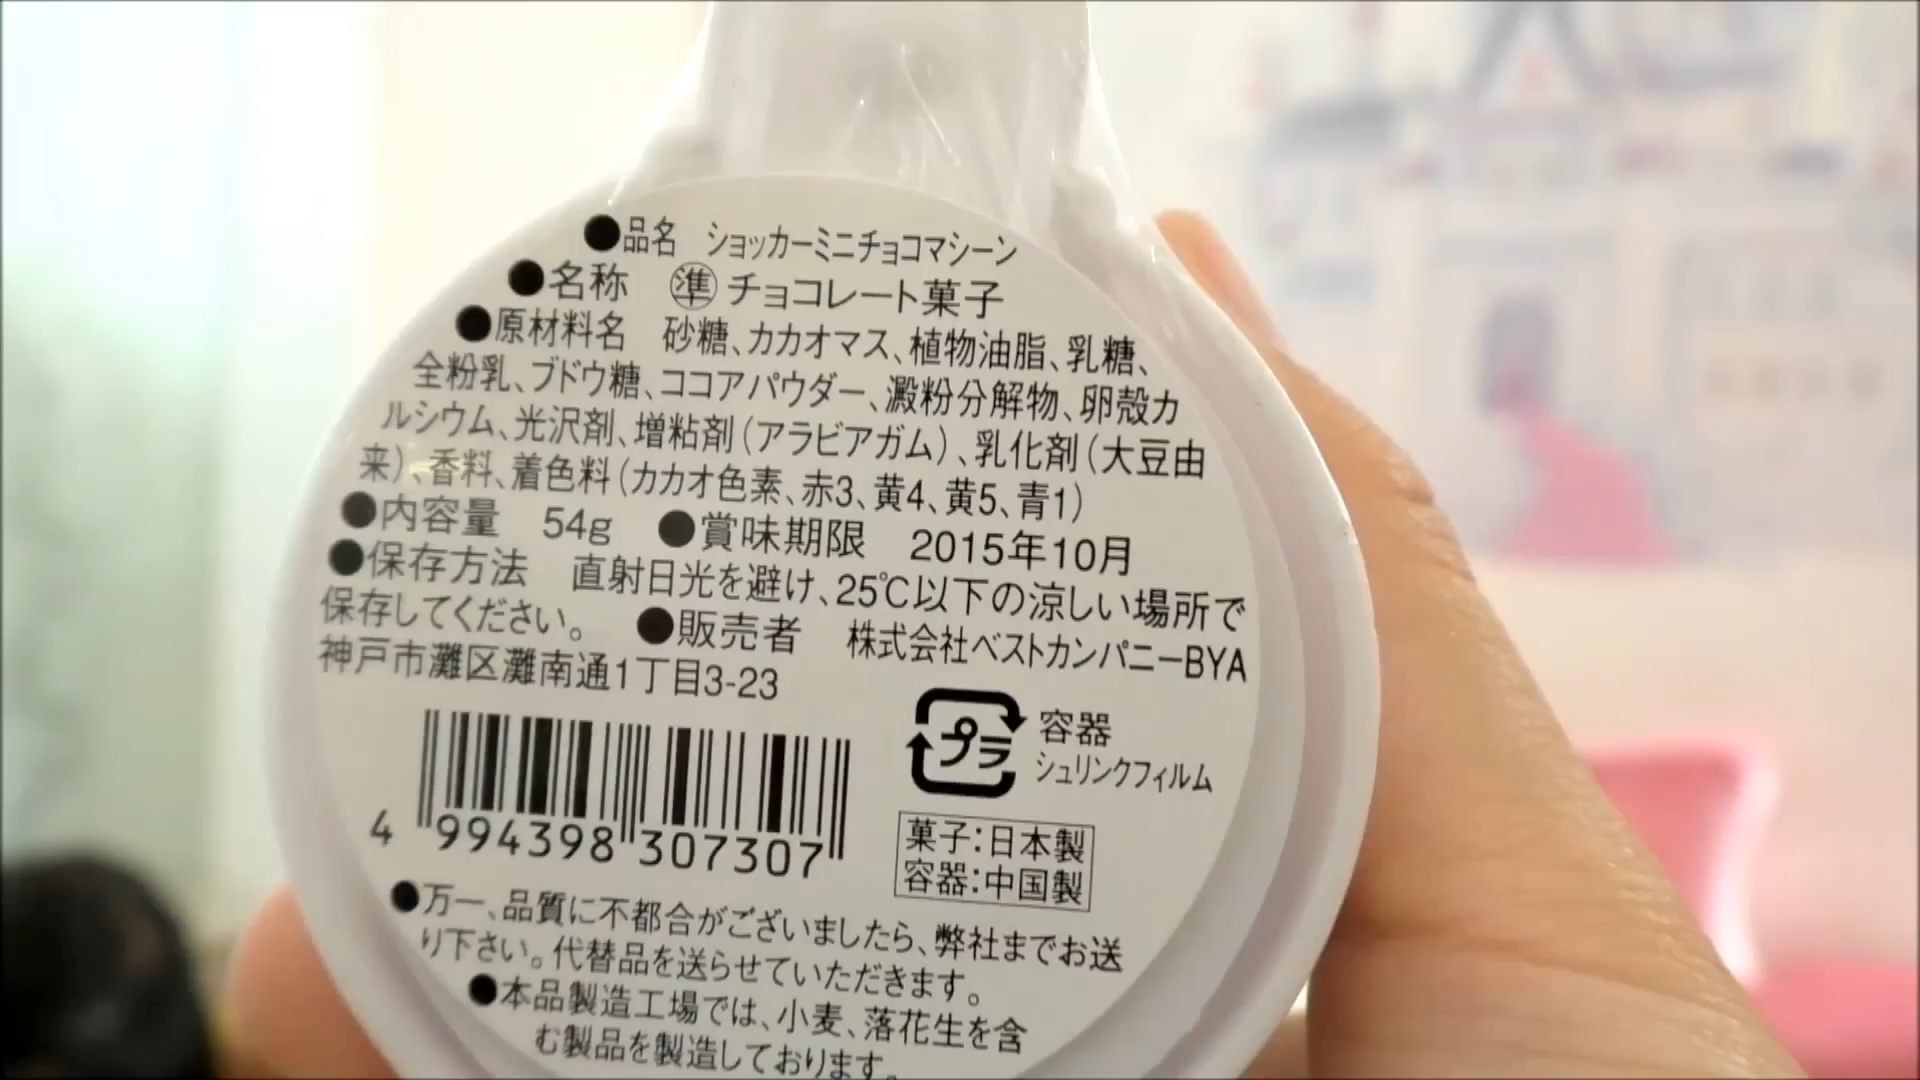 ●品名 ショッカーミニチョコマシーン
●名称 ㊟準チョコレート菓子
●原材料名 砂糖、カカオマス、植物油脂、乳糖、
全粉乳、ブドウ糖、ココアパウダー、澱粉分解物、卵殻カ
ルシウム、光沢剤、増粘剤(アラビアガム)、乳化剤(大豆由
来)、香料、着色料(カカオ色素、赤3、黄4、黄5、青1)
●内容量 54g ●賞味期限 2015年10月
●保存方法 直射日光を避け、25℃以下の涼しい場所で
保存してください。 ●販売者 株式会社ベストカンパニーBYA
神戸市灘区灘南通1丁目3-23
プラ 容器
シュリンクフィルム
4 994398 307307
菓子:日本製
容器:中国製
●万一、品質に不都合がございましたら、弊社までお送
り下さい。代替品を送らせていただきます。
●本品製造工場では、小麦、落花生を含
む製品を製造しております。